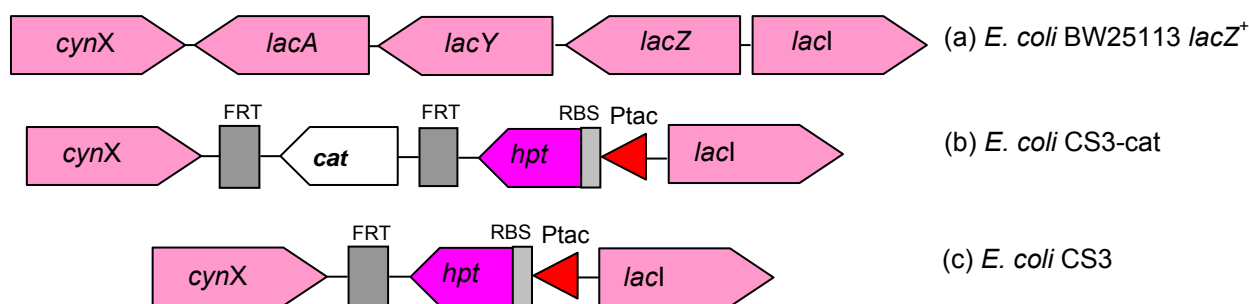 cynX lacA lacY lacZ lacI (a) E. coli BW25113 lacZ⁺
FRT FRT RBS Ptac
cynX cat hpt lacI (b) E. coli CS3-cat
FRT RBS Ptac
cynX hpt lacI (c) E. coli CS3